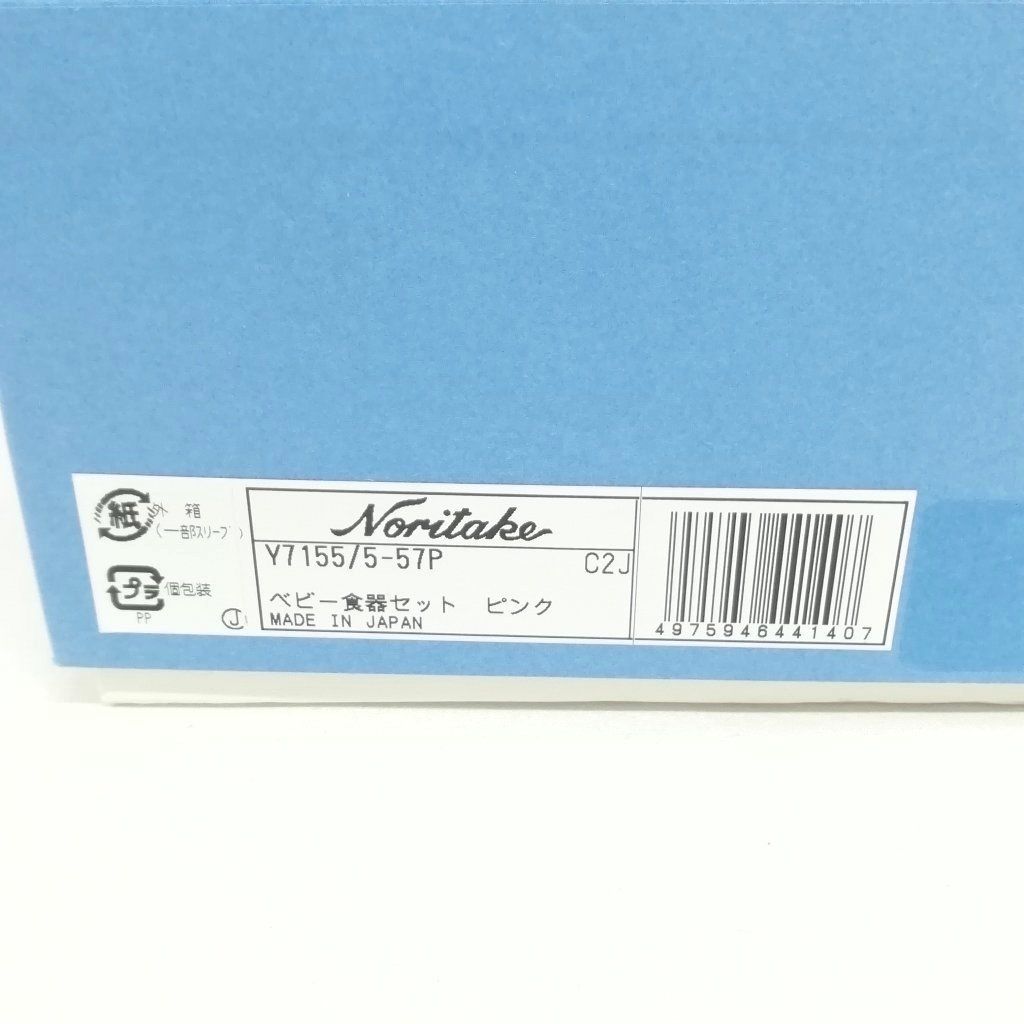 紙 外箱
(一部スリーブ)
プラ 個包装
PP
J
Noritake
Y7155/5-57P C2J
ベビー食器セット ピンク
MADE IN JAPAN
4975946441407